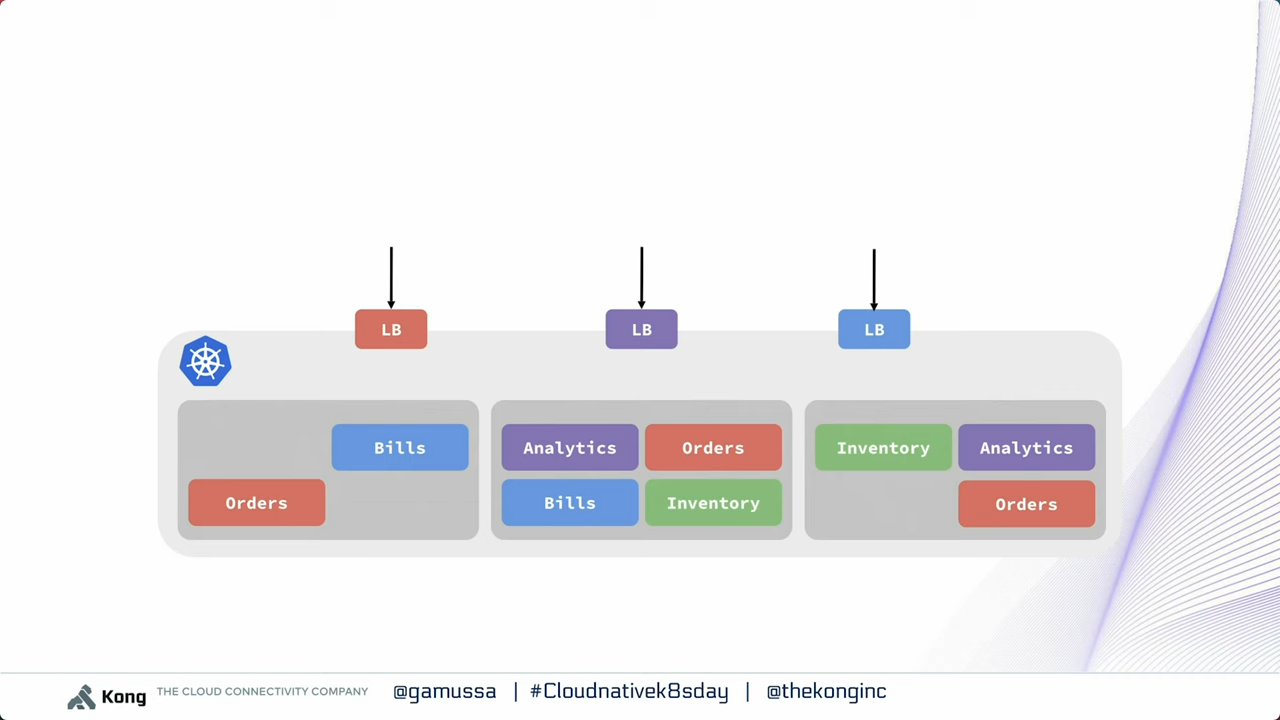 LB
LB
LB
Bills
Orders
Analytics
Orders
Bills
Inventory
Inventory
Analytics
Orders
Kong
THE CLOUD CONNECTIVITY COMPANY
@gamussa | #Cloudnativek8sday | @thekonginc